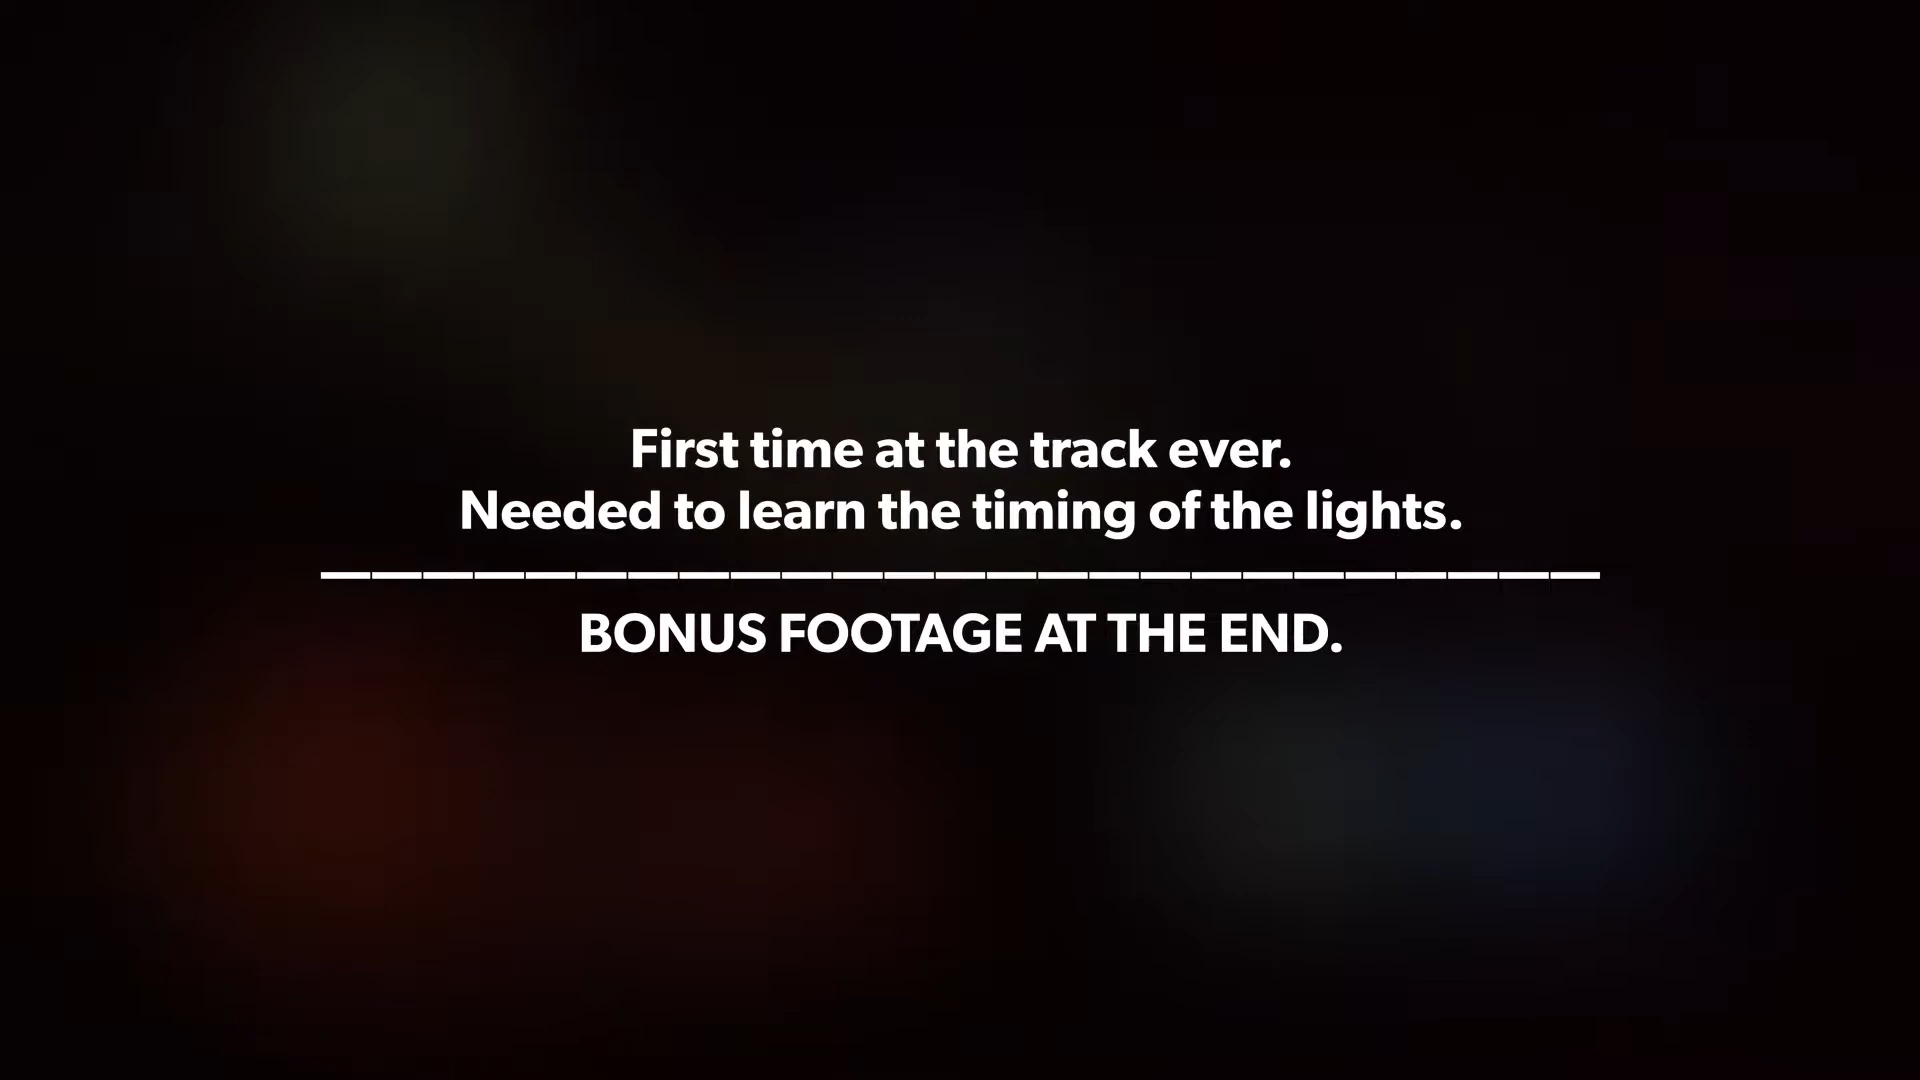 First time at the track ever.
Needed to learn the timing of the lights.
BONUS FOOTAGE AT THE END.